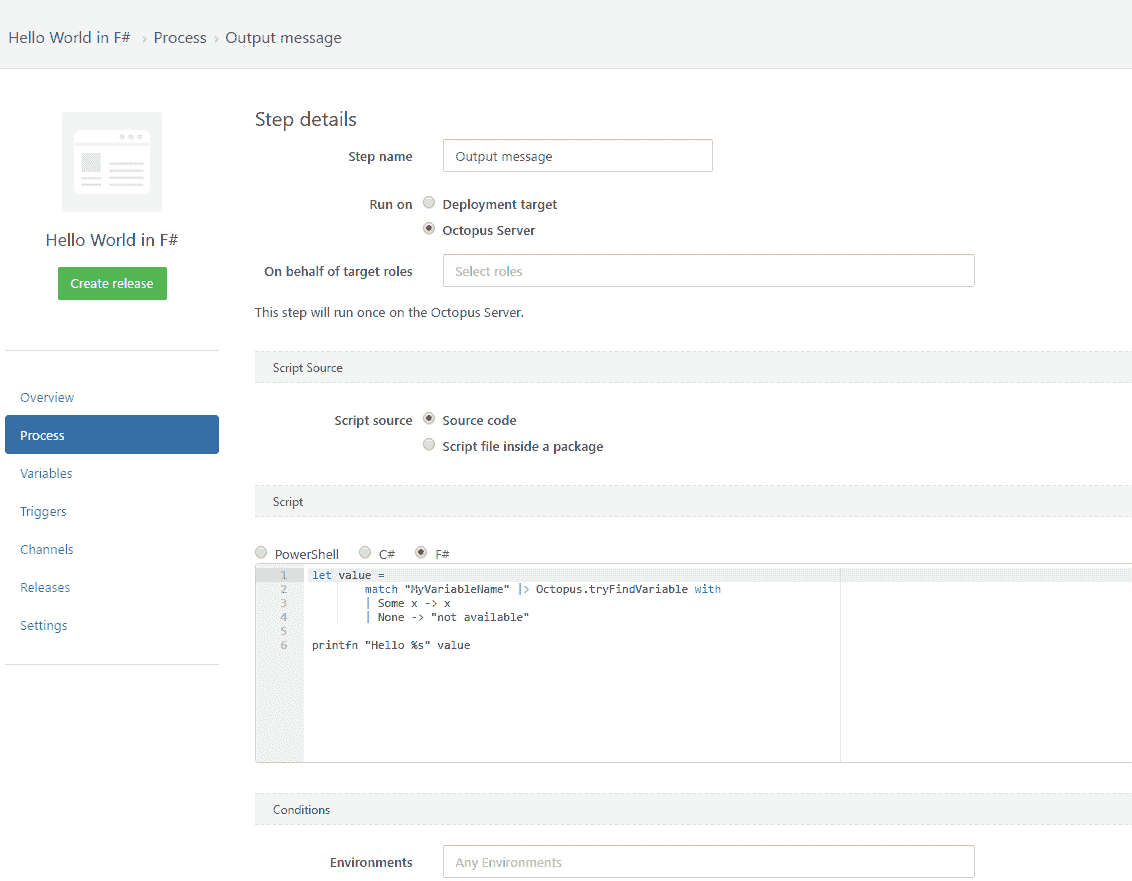 Hello World in F# › Process › Output message
Hello World in F#
Create release
Overview
Process
Variables
Triggers
Channels
Releases
Settings
Step details
Step name Output message
Run on Deployment target
Octopus Server
On behalf of target roles Select roles
This step will run once on the Octopus Server.
Script Source
Script source Source code
Script file inside a package
Script
PowerShell C# F#
1 let value =
2 match "MyVariableName" |> Octopus.tryFindVariable with
3 | Some x -> x
4 | None -> "not available"
5
6 printfn "Hello %s" value
Conditions
Environments Any Environments